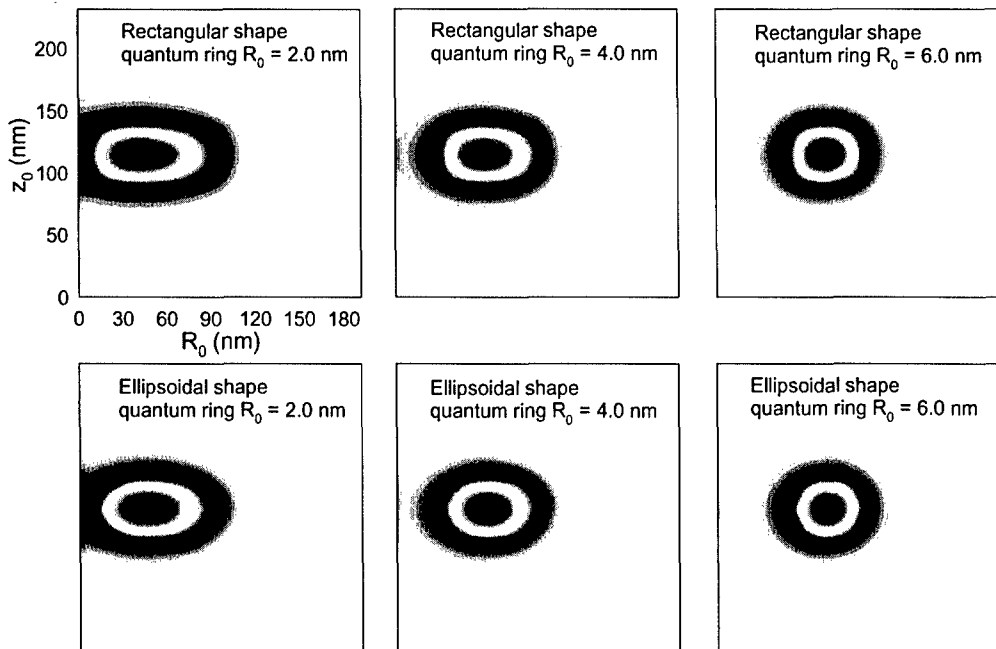 Rectangular shape
quantum ring R0 = 2.0 nm
Rectangular shape
quantum ring R0 = 4.0 nm
Rectangular shape
quantum ring R0 = 6.0 nm
200
150
100
50
0
z0 (nm)
0 30 60 90 120 150 180
R0 (nm)
Ellipsoidal shape
quantum ring R0 = 2.0 nm
Ellipsoidal shape
quantum ring R0 = 4.0 nm
Ellipsoidal shape
quantum ring R0 = 6.0 nm